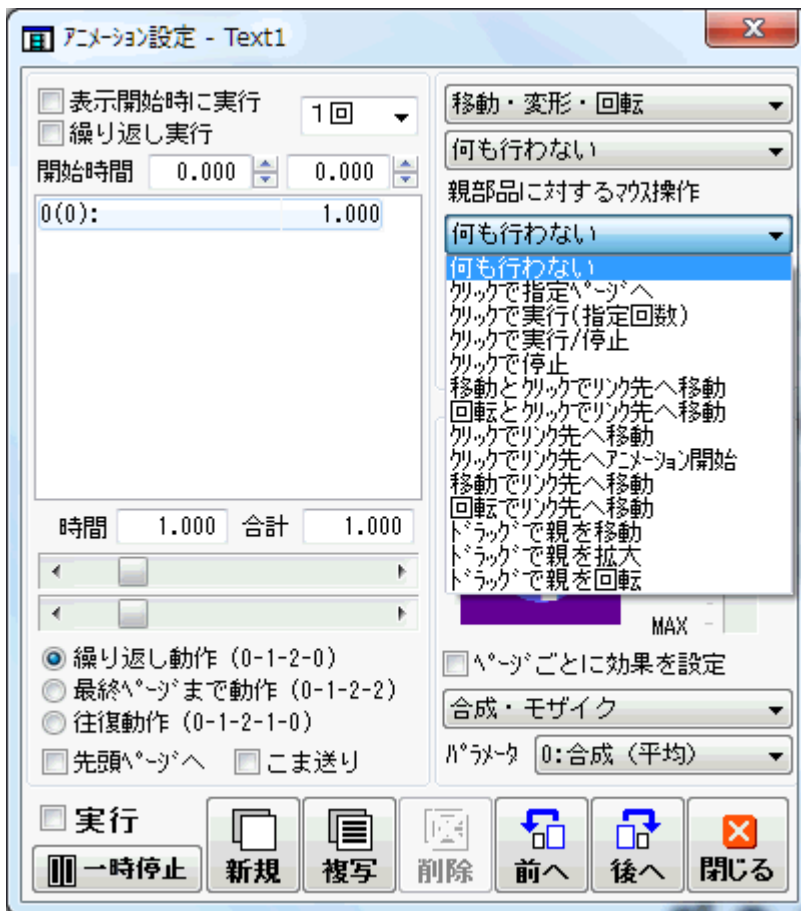 ｱﾆﾒｰｼｮﾝ設定 - Text1
表示開始時に実行
繰り返し実行
1回
開始時間 0.000 0.000
0(0): 1.000
時間 1.000 合計 1.000
繰り返し動作 (0-1-2-0)
最終ﾍﾟｰｼﾞまで動作 (0-1-2-2)
往復動作 (0-1-2-1-0)
先頭ﾍﾟｰｼﾞへ こま送り
移動・変形・回転
何も行わない
親部品に対するﾏｳｽ操作
何も行わない
何も行わない
ｸﾘｯｸで指定ﾍﾟｰｼﾞへ
ｸﾘｯｸで実行(指定回数)
ｸﾘｯｸで実行/停止
ｸﾘｯｸで停止
移動とｸﾘｯｸでﾘﾝｸ先へ移動
回転とｸﾘｯｸでﾘﾝｸ先へ移動
ｸﾘｯｸでﾘﾝｸ先へ移動
ｸﾘｯｸでﾘﾝｸ先へｱﾆﾒｰｼｮﾝ開始
移動でﾘﾝｸ先へ移動
回転でﾘﾝｸ先へ移動
ﾄﾞﾗｯｸﾞで親を移動
ﾄﾞﾗｯｸﾞで親を拡大
ﾄﾞﾗｯｸﾞで親を回転
MAX
ﾍﾟｰｼﾞごとに効果を設定
合成・モザイク
ﾊﾟﾗﾒｰﾀ 0:合成（平均）
実行
一時停止
新規
複写
削除
前へ
後へ
閉じる